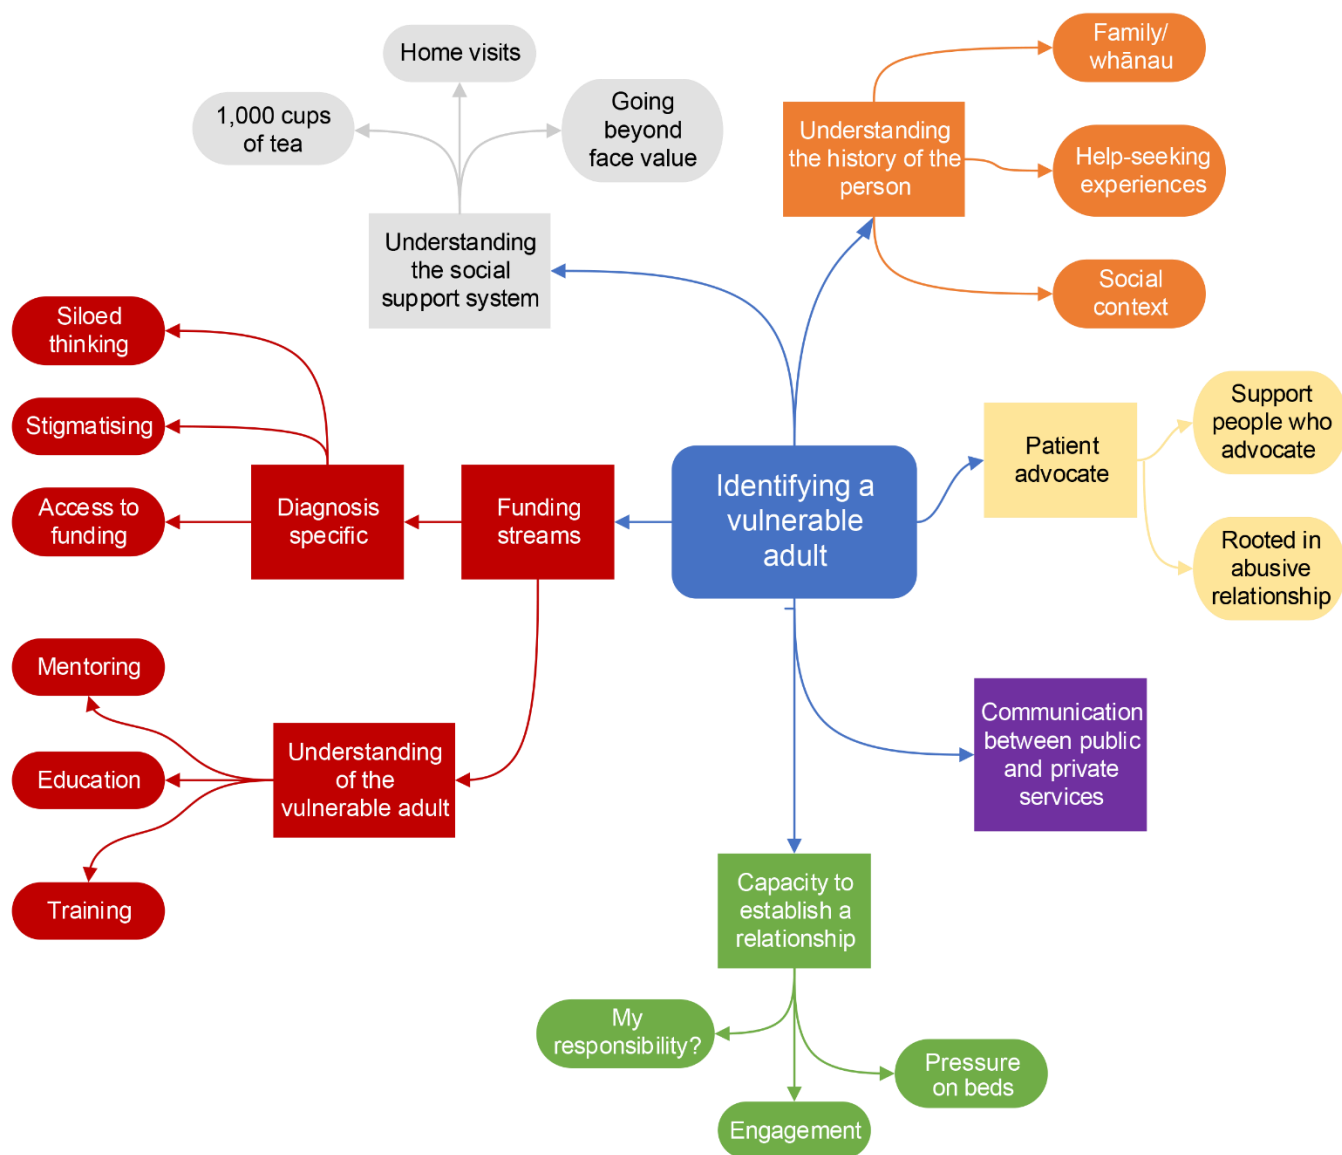 Home visits
1,000 cups
of tea
Going
beyond
face value
Understanding
the social
support system
Family/
whānau
Understanding
the history of the
person
Help-seeking
experiences
Social
context
Siloed
thinking
Stigmatising
Access to
funding
Diagnosis
specific
Funding
streams
Identifying a
vulnerable
adult
Patient
advocate
Support
people who
advocate
Rooted in
abusive
relationship
Mentoring
Education
Training
Understanding
of the
vulnerable adult
Communication
between public
and private
services
Capacity to
establish a
relationship
My
responsibility?
Engagement
Pressure
on beds